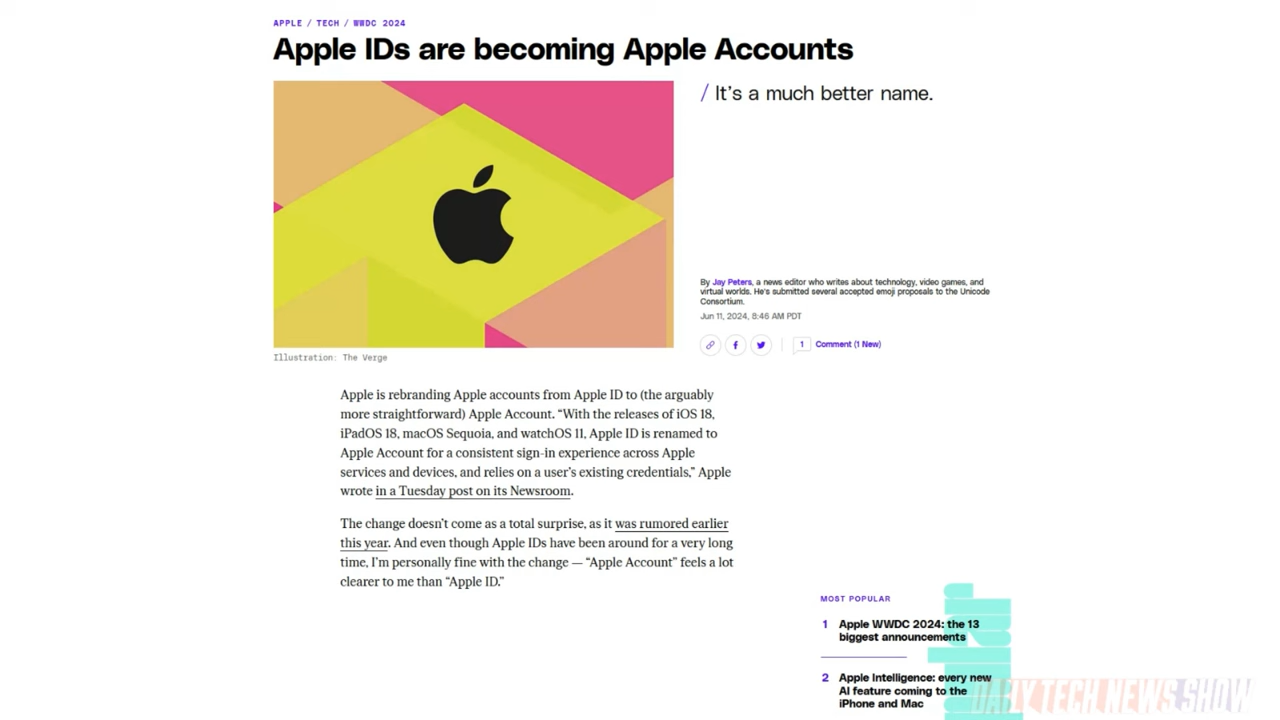 APPLE / TECH / WWDC 2024
Apple IDs are becoming Apple Accounts
/ It's a much better name.
By Jay Peters, a news editor who writes about technology, video games, and
virtual worlds. He's submitted several accepted emoji proposals to the Unicode
Consortium.
Jun 11, 2024, 8:46 AM PDT
1 Comment (1 New)
Illustration: The Verge
Apple is rebranding Apple accounts from Apple ID to (the arguably
more straightforward) Apple Account. “With the releases of iOS 18,
iPadOS 18, macOS Sequoia, and watchOS 11, Apple ID is renamed to
Apple Account for a consistent sign-in experience across Apple
services and devices, and relies on a user’s existing credentials,” Apple
wrote in a Tuesday post on its Newsroom.
The change doesn’t come as a total surprise, as it was rumored earlier
this year. And even though Apple IDs have been around for a very long
time, I’m personally fine with the change — “Apple Account” feels a lot
clearer to me than “Apple ID.”
MOST POPULAR
1 Apple WWDC 2024: the 13
biggest announcements
2 Apple Intelligence: every new
AI feature coming to the
iPhone and Mac
DAILY TECH NEWS SHOW